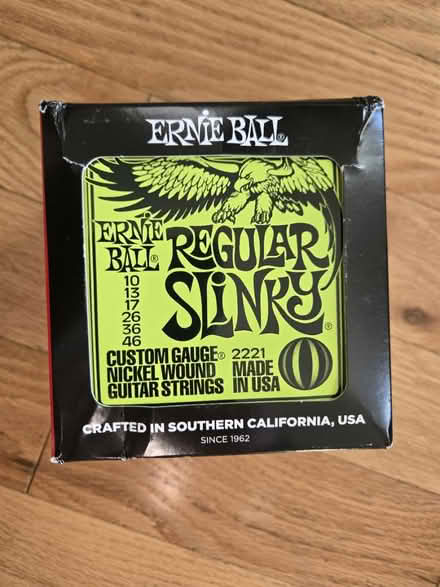 ERNIE BALL®
ERNIE
BALL®
REGULAR
SLINKY®
10
13
17
26
36
46
CUSTOM GAUGE®
NICKEL WOUND
GUITAR STRINGS
2221
MADE
IN USA
CRAFTED IN SOUTHERN CALIFORNIA, USA
SINCE 1962